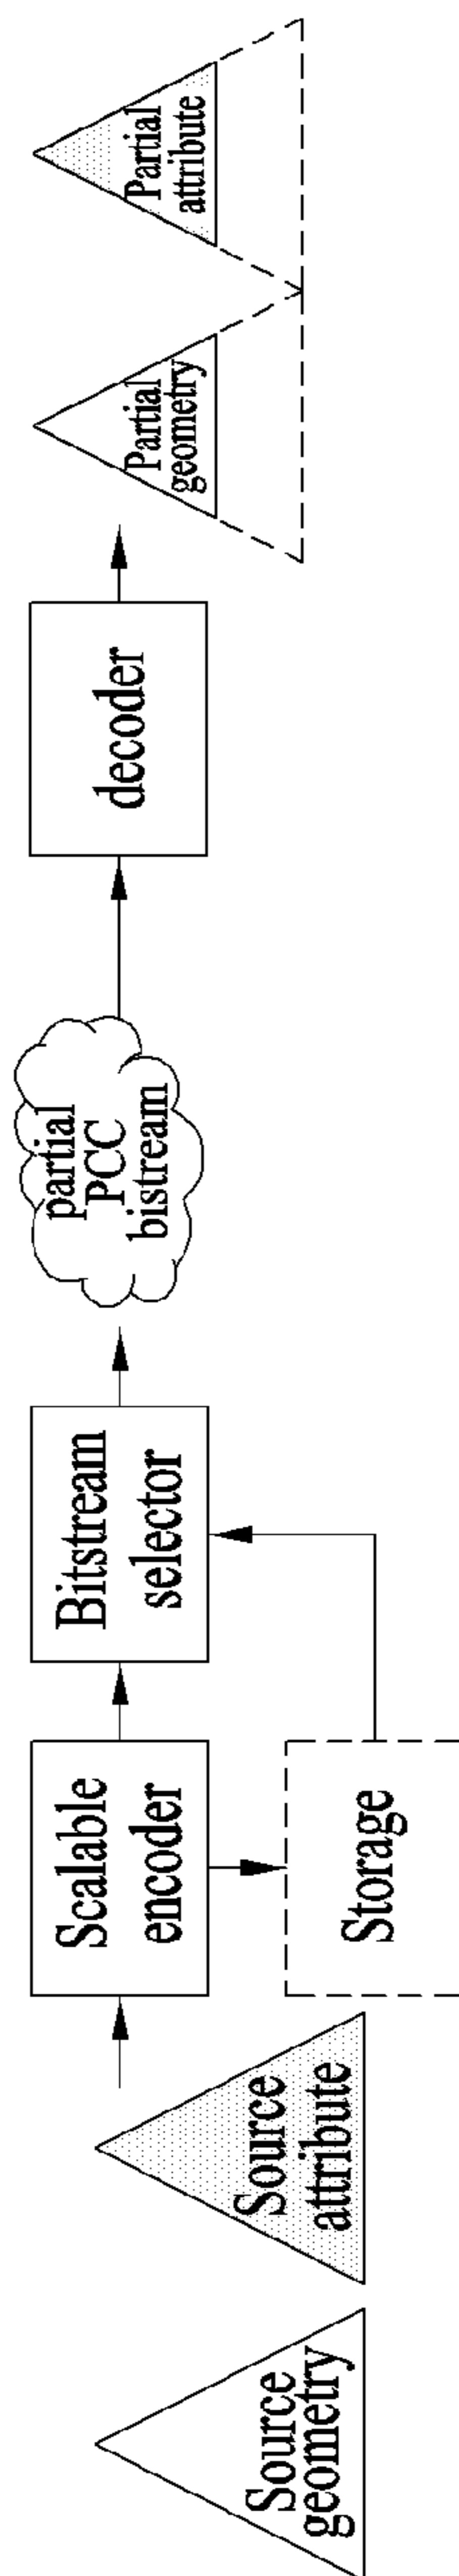 Source
geometry
Source
attribute
Scalable
encoder
Storage
Bitstream
selector
partial
PCC
bistream
decoder
Partial
geometry
Partial
attribute